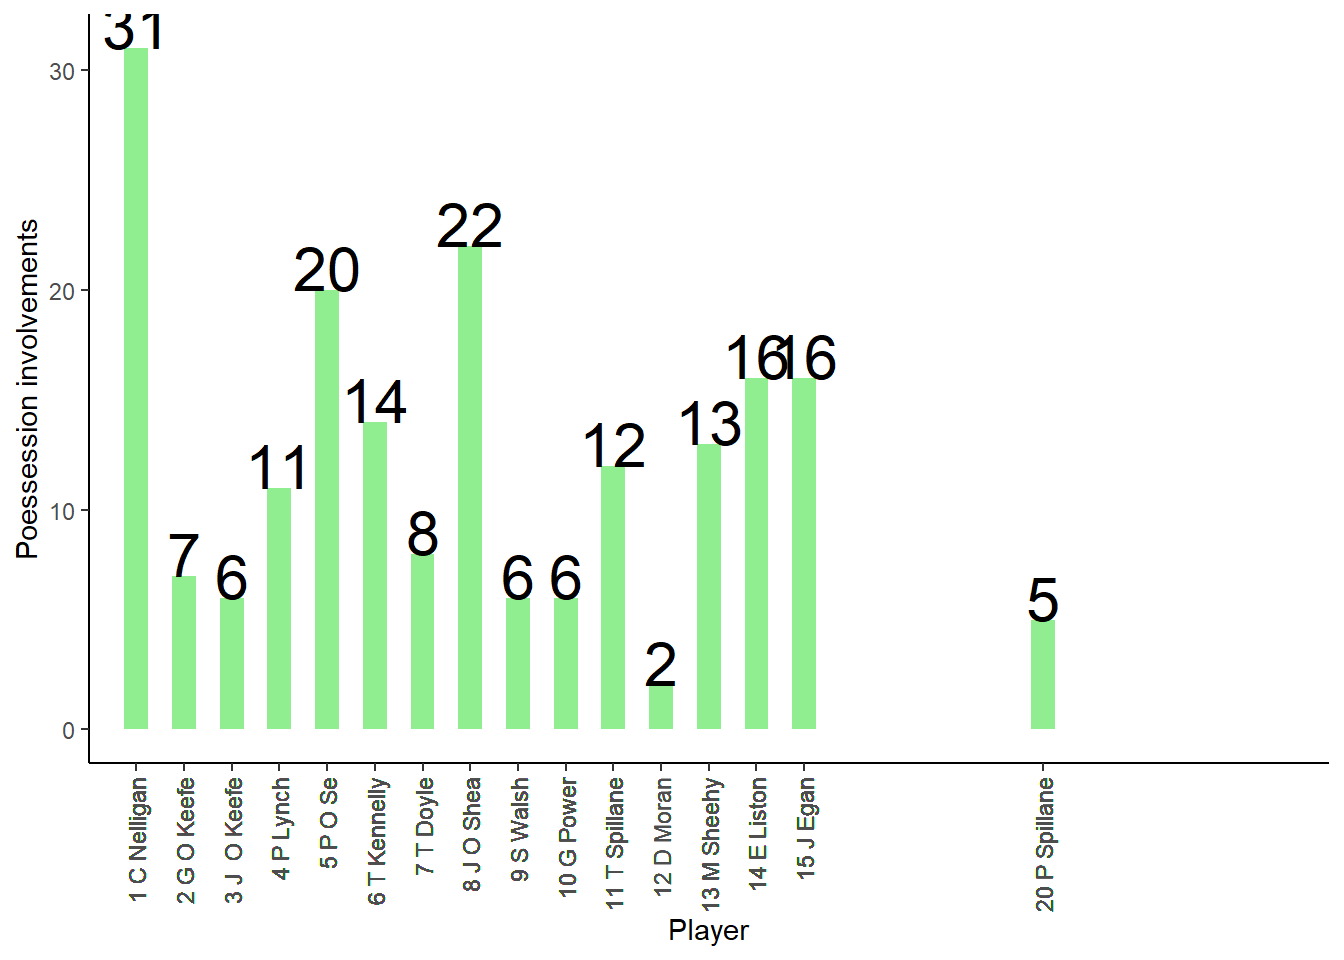 Poessession involvements
30
20
10
0
31
7
6
11
20
14
8
22
6
6
12
2
13
16
16
5
1 C Nelligan
2 G O Keefe
3 J  O Keefe
4 P Lynch
5 P O Se
6 T Kennelly
7 T Doyle
8 J O Shea
9 S Walsh
10 G Power
11 T Spillane
12 D Moran
13 M Sheehy
14 E Liston
15 J Egan
20 P Spillane
Player